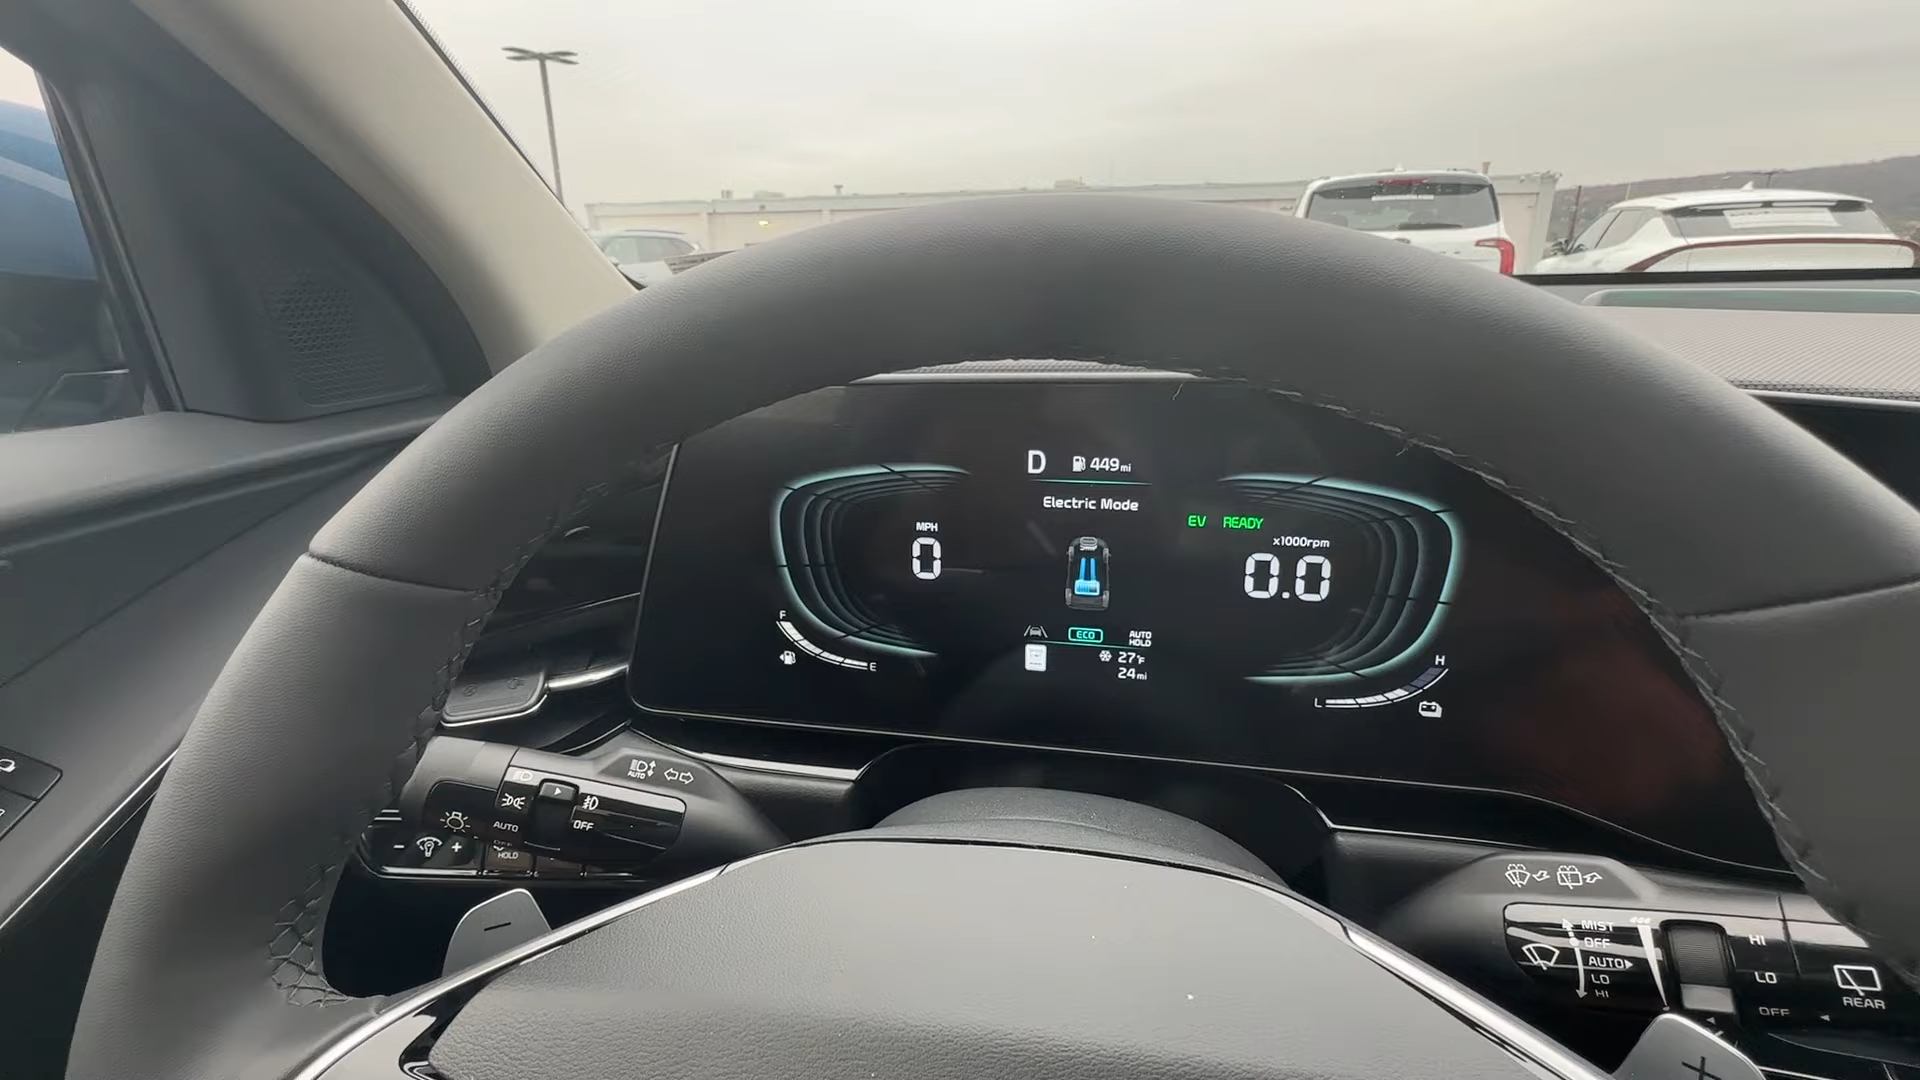 D 449mi
Electric Mode
EV READY
MPH
0
x1000rpm
0.0
F
E
ECO
AUTO
HOLD
27°F
24mi
H
L
AUTO
AUTO
OFF
- +
HOLD
-
MIST
OFF
AUTO
LO
HI
HI
LO
OFF
REAR
+